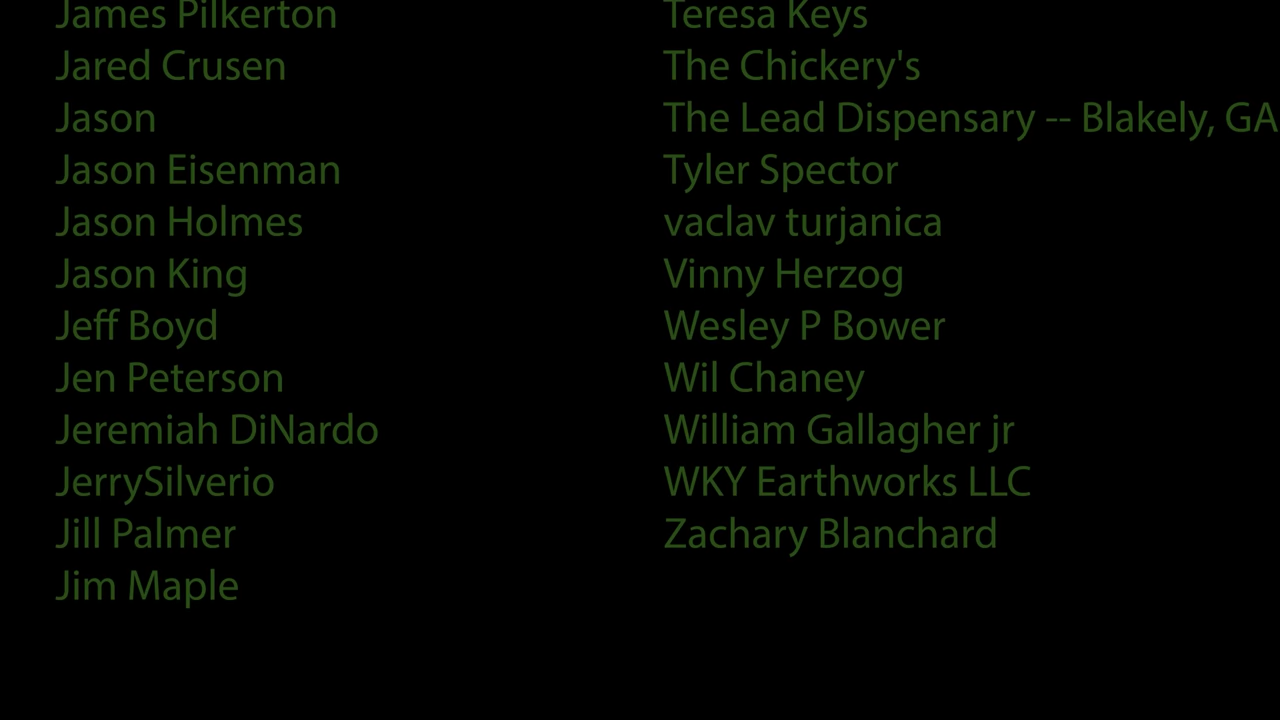 James Pilkerton
Jared Crusen
Jason
Jason Eisenman
Jason Holmes
Jason King
Jeff Boyd
Jen Peterson
Jeremiah DiNardo
JerrySilverio
Jill Palmer
Jim Maple
Teresa Keys
The Chickery's
The Lead Dispensary -- Blakely, GA
Tyler Spector
vaclav turjanica
Vinny Herzog
Wesley P Bower
Wil Chaney
William Gallagher jr
WKY Earthworks LLC
Zachary Blanchard